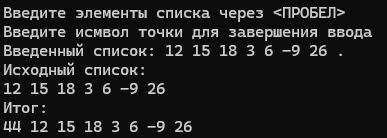 Введите элементы списка через <ПРОБЕЛ>
Введите исмвол точки для завершения ввода
Введенный список: 12 15 18 3 6 -9 26 .
Исходный список:
12 15 18 3 6 -9 26
Итог:
44 12 15 18 3 6 -9 26